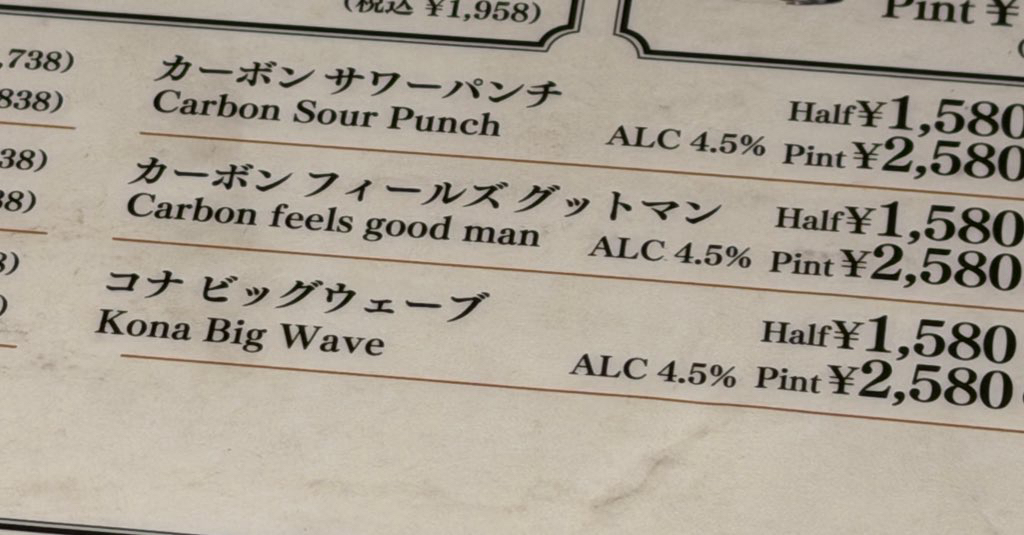 (税込 ¥1,958)
Pint ¥
,738)
838)
カーボン サワーパンチ
Carbon Sour Punch
Half¥1,580
ALC 4.5% Pint¥2,580
38)
38)
カーボン フィールズ グットマン
Carbon feels good man
Half¥1,580
ALC 4.5% Pint¥2,580
コナ ビッグウェーブ
Kona Big Wave
Half¥1,580
ALC 4.5% Pint¥2,580